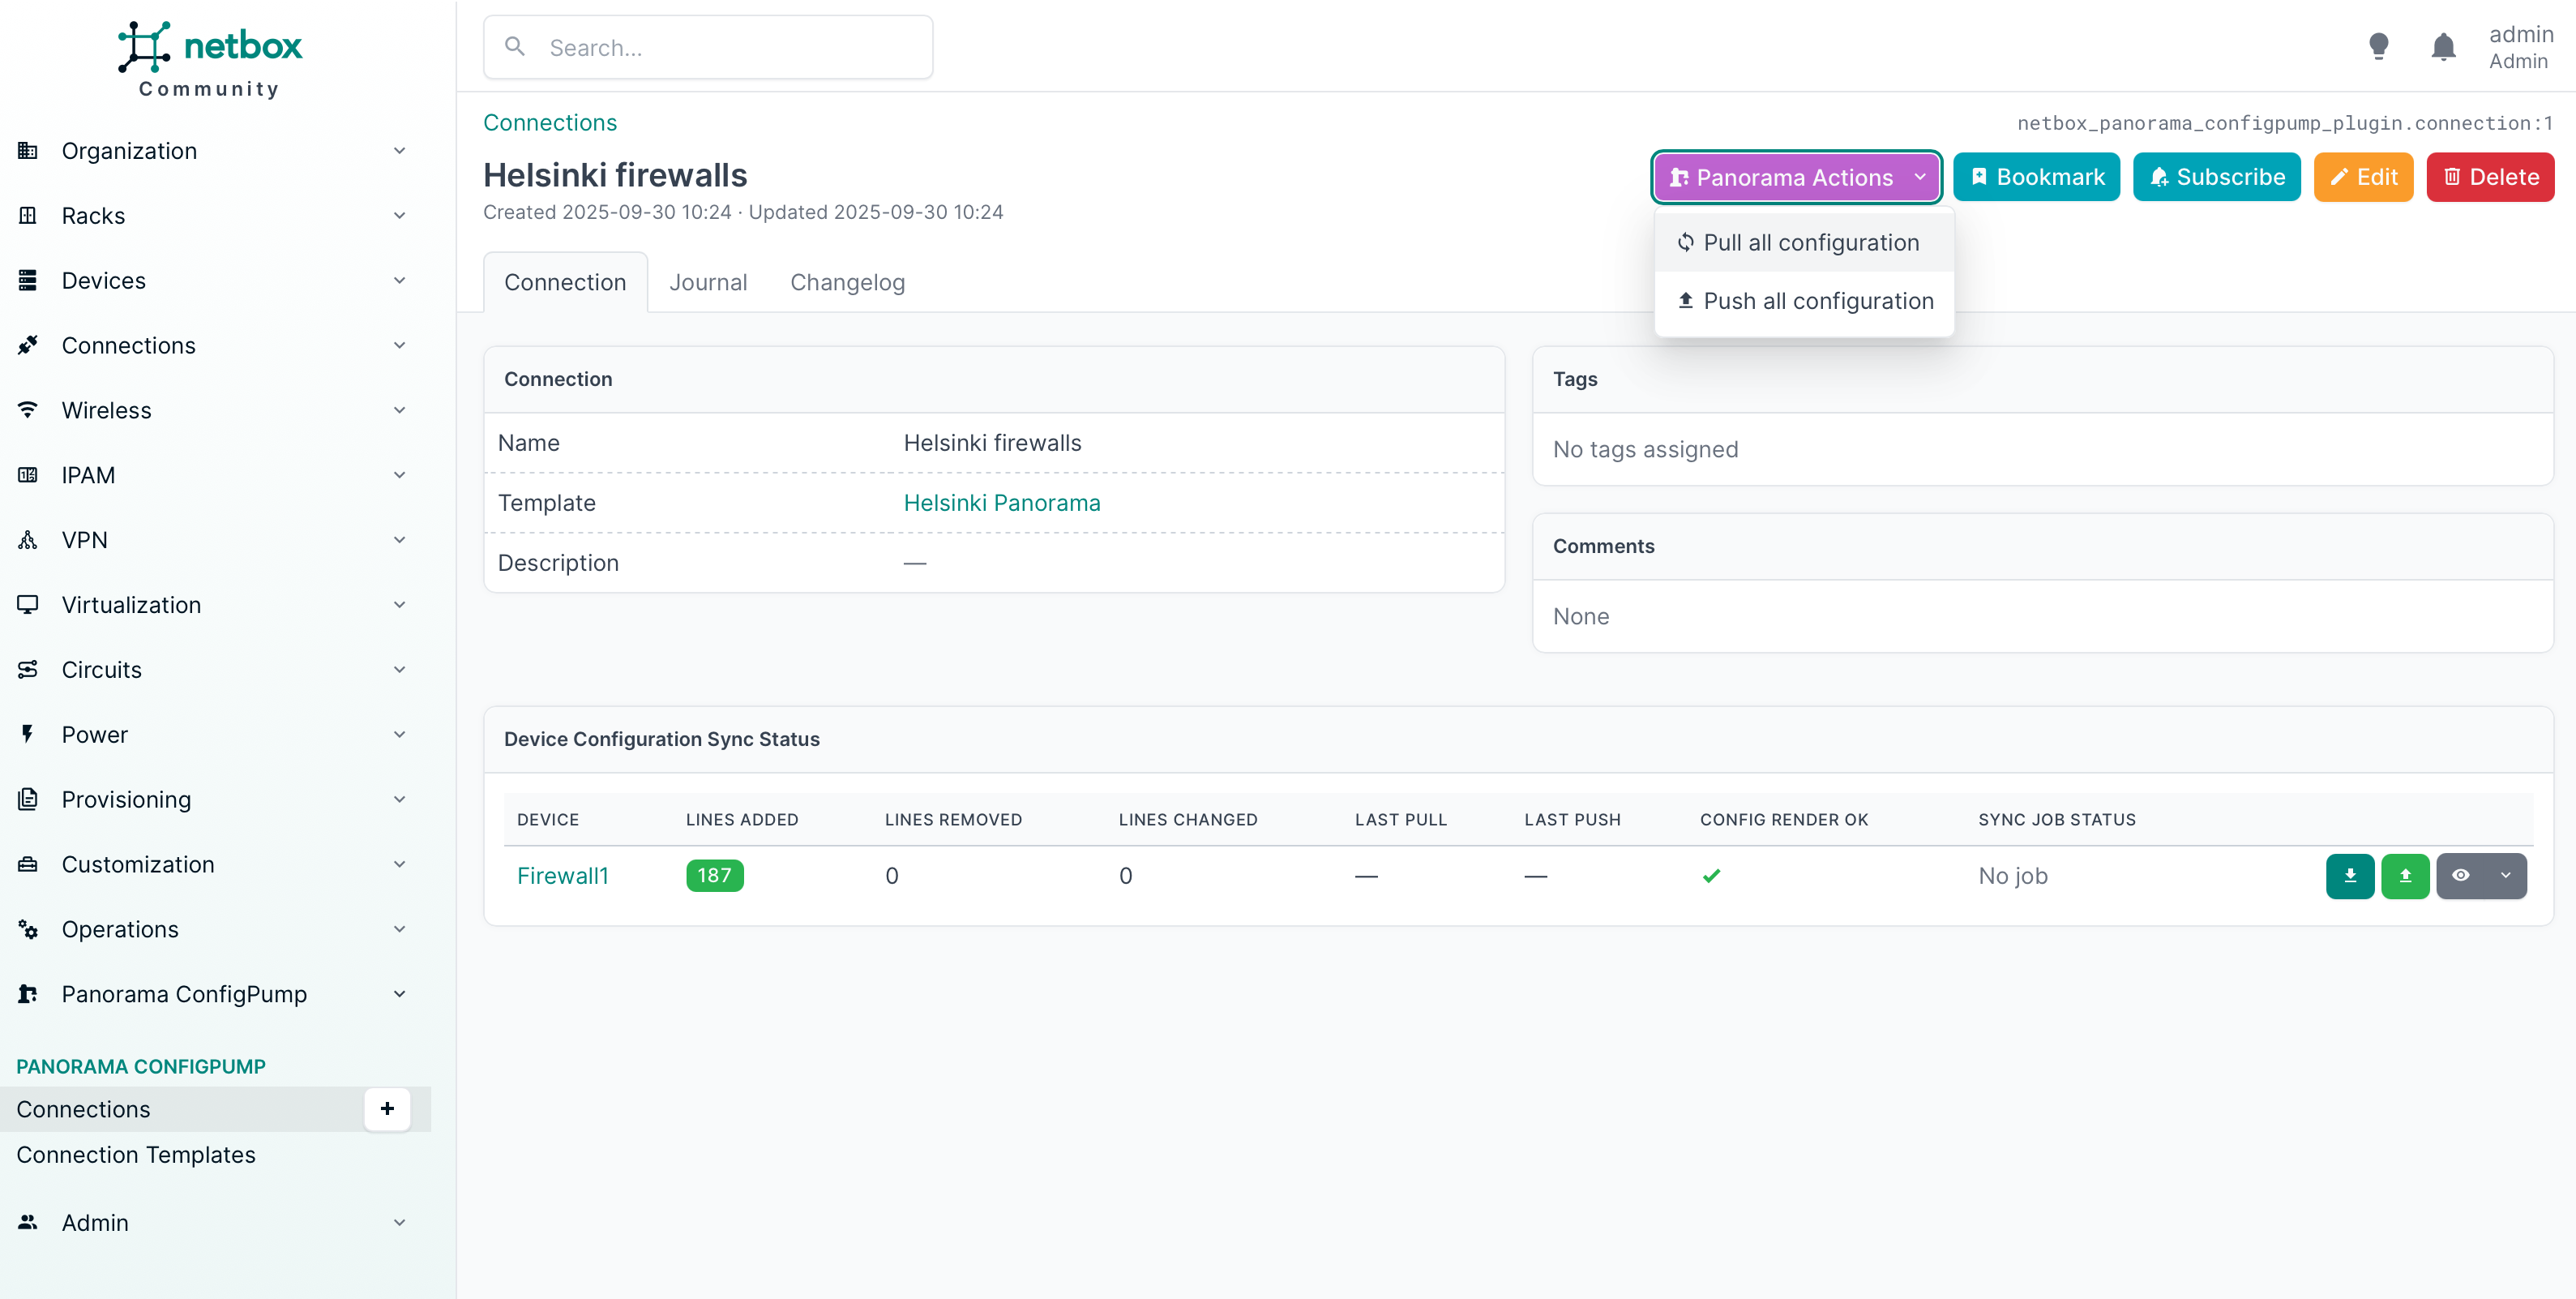 netbox
Community
Search...
admin
Admin
Organization
Racks
Devices
Connections
Wireless
IPAM
VPN
Virtualization
Circuits
Power
Provisioning
Customization
Operations
Panorama ConfigPump
PANORAMA CONFIGPUMP
Connections
+
Connection Templates
Admin
Connections
netbox_panorama_configpump_plugin.connection:1
Helsinki firewalls
Created 2025-09-30 10:24 · Updated 2025-09-30 10:24
Panorama Actions
Bookmark
Subscribe
Edit
Delete
Pull all configuration
Push all configuration
Connection Journal Changelog
Connection
Name Helsinki firewalls
Template Helsinki Panorama
Description —
Tags
No tags assigned
Comments
None
Device Configuration Sync Status
DEVICE LINES ADDED LINES REMOVED LINES CHANGED LAST PULL LAST PUSH CONFIG RENDER OK SYNC JOB STATUS
Firewall1 187 0 0 — — No job